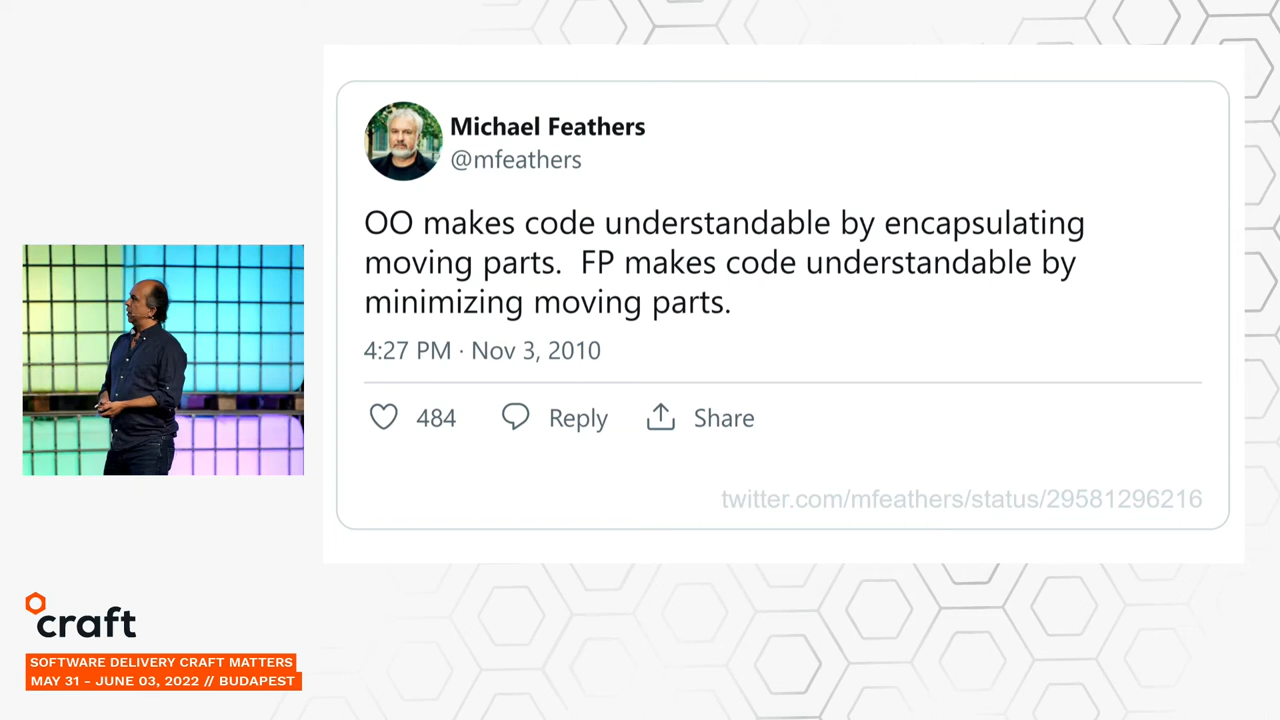 Michael Feathers
@mfeathers
OO makes code understandable by encapsulating
moving parts.  FP makes code understandable by
minimizing moving parts.
4:27 PM · Nov 3, 2010
484 Reply Share
twitter.com/mfeathers/status/29581296216
craft
SOFTWARE DELIVERY CRAFT MATTERS
MAY 31 - JUNE 03, 2022 // BUDAPEST